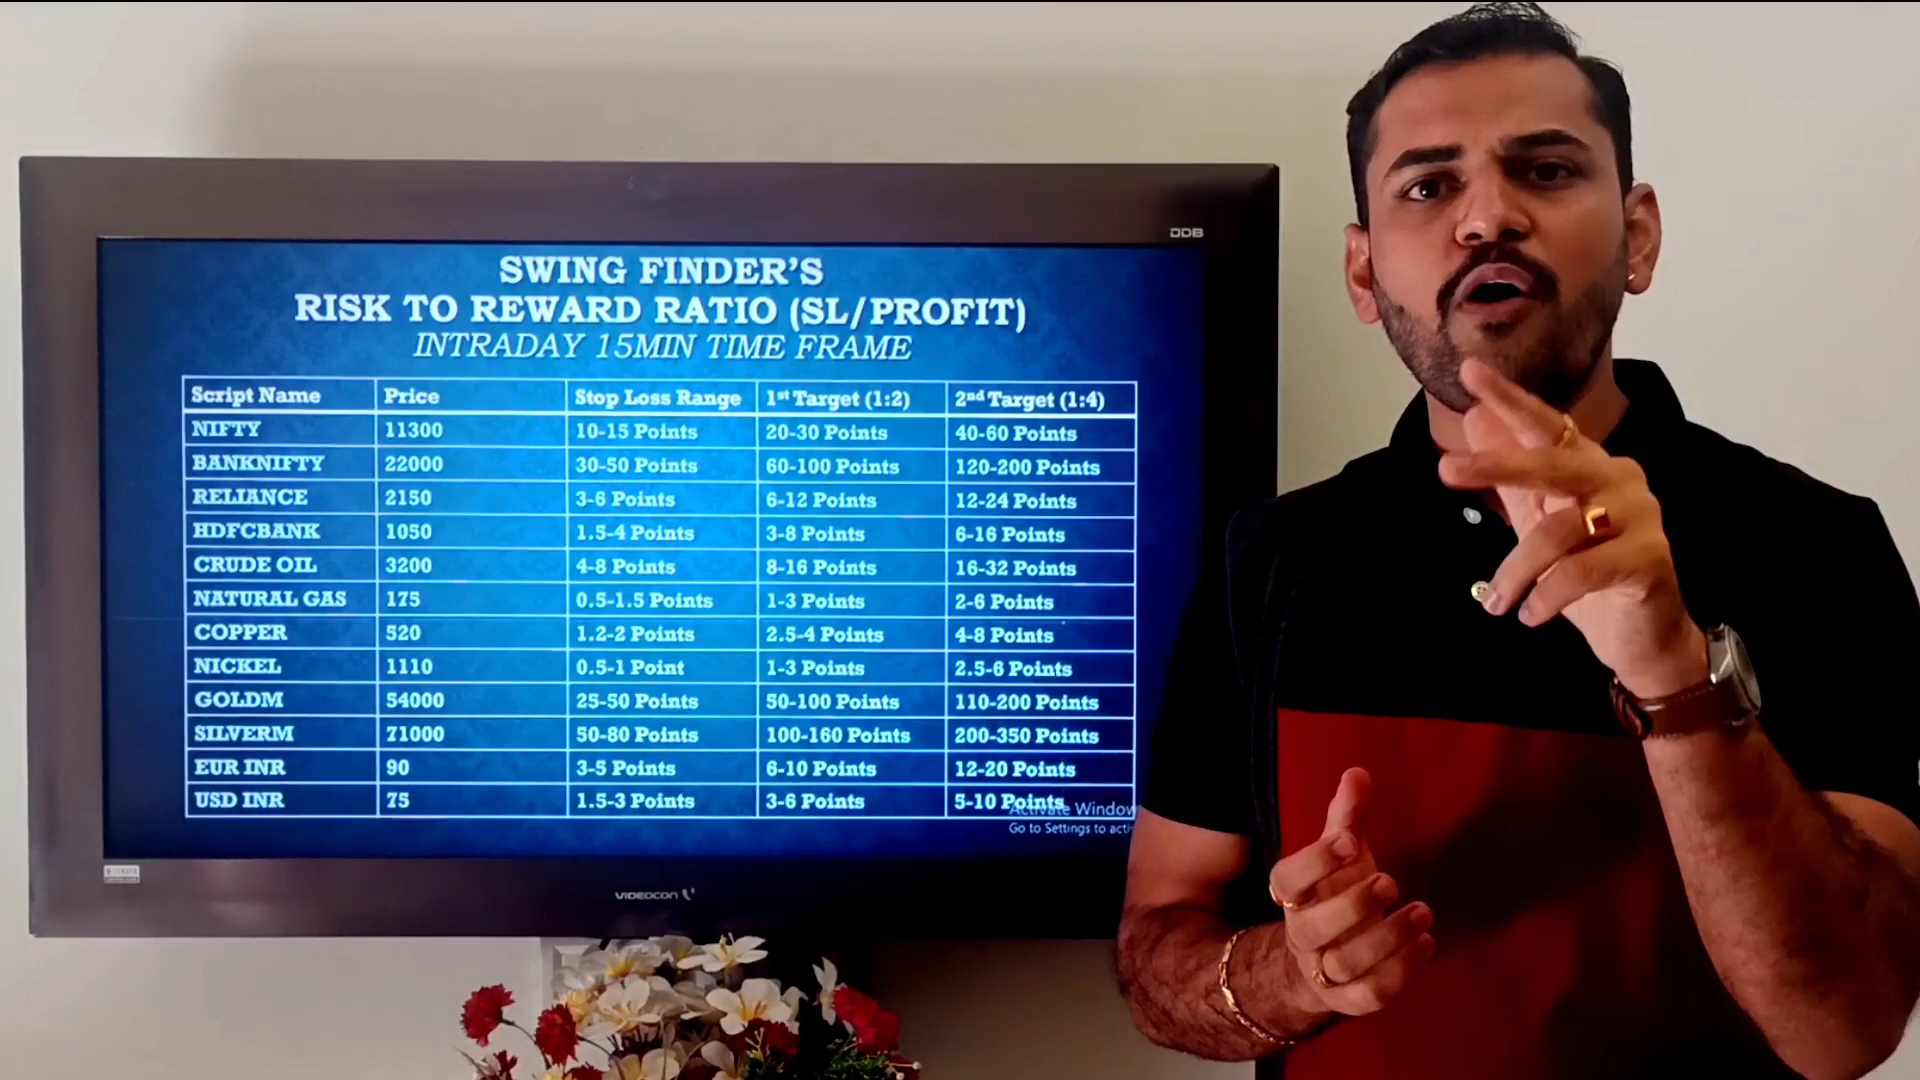 DDB
SWING FINDER'S
RISK TO REWARD RATIO (SL/PROFIT)
INTRADAY 15MIN TIME FRAME
Script Name Price Stop Loss Range 1st Target (1:2) 2nd Target (1:4)
NIFTY 11300 10-15 Points 20-30 Points 40-60 Points
BANKNIFTY 22000 30-50 Points 60-100 Points 120-200 Points
RELIANCE 2150 3-6 Points 6-12 Points 12-24 Points
HDFCBANK 1050 1.5-4 Points 3-8 Points 6-16 Points
CRUDE OIL 3200 4-8 Points 8-16 Points 16-32 Points
NATURAL GAS 175 0.5-1.5 Points 1-3 Points 2-6 Points
COPPER 520 1.2-2 Points 2.5-4 Points 4-8 Points
NICKEL 1110 0.5-1 Point 1-3 Points 2.5-6 Points
GOLDM 54000 25-50 Points 50-100 Points 110-200 Points
SILVERM 71000 50-80 Points 100-160 Points 200-350 Points
EUR INR 90 3-5 Points 6-10 Points 12-20 Points
USD INR 75 1.5-3 Points 3-6 Points 5-10 Points
Activate Window
Go to Settings to acti
VIDEOCON